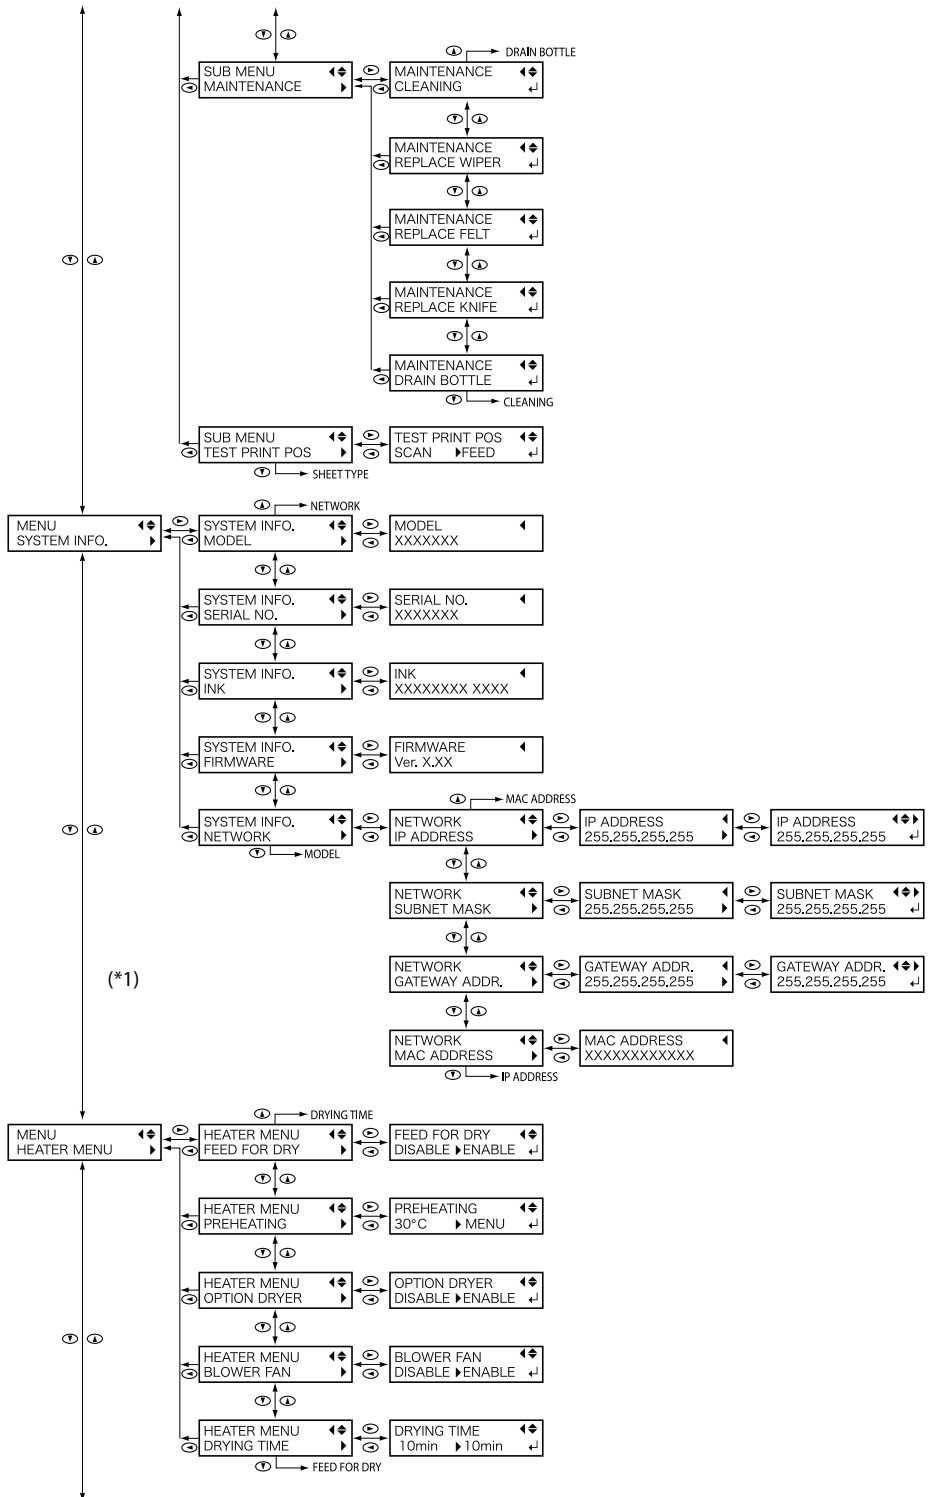 DRAIN BOTTLE
SUB MENU
MAINTENANCE
MAINTENANCE
CLEANING
MAINTENANCE
REPLACE WIPER
MAINTENANCE
REPLACE FELT
MAINTENANCE
REPLACE KNIFE
MAINTENANCE
DRAIN BOTTLE
CLEANING
SUB MENU
TEST PRINT POS
TEST PRINT POS
SCAN FEED
SHEET TYPE
NETWORK
MENU
SYSTEM INFO.
SYSTEM INFO.
MODEL
MODEL
XXXXXXX
SYSTEM INFO.
SERIAL NO.
SERIAL NO.
XXXXXXX
SYSTEM INFO.
INK
INK
XXXXXXXX XXXX
SYSTEM INFO.
FIRMWARE
FIRMWARE
Ver. X.XX
MAC ADDRESS
SYSTEM INFO.
NETWORK
NETWORK
IP ADDRESS
IP ADDRESS
255.255.255.255
IP ADDRESS
255.255.255.255
MODEL
NETWORK
SUBNET MASK
SUBNET MASK
255.255.255.255
SUBNET MASK
255.255.255.255
(*1)
NETWORK
GATEWAY ADDR.
GATEWAY ADDR.
255.255.255.255
GATEWAY ADDR.
255.255.255.255
NETWORK
MAC ADDRESS
MAC ADDRESS
XXXXXXXXXXXX
IP ADDRESS
DRYING TIME
MENU
HEATER MENU
HEATER MENU
FEED FOR DRY
FEED FOR DRY
DISABLE ENABLE
HEATER MENU
PREHEATING
PREHEATING
30°C MENU
HEATER MENU
OPTION DRYER
OPTION DRYER
DISABLE ENABLE
HEATER MENU
BLOWER FAN
BLOWER FAN
DISABLE ENABLE
HEATER MENU
DRYING TIME
DRYING TIME
10min 10min
FEED FOR DRY